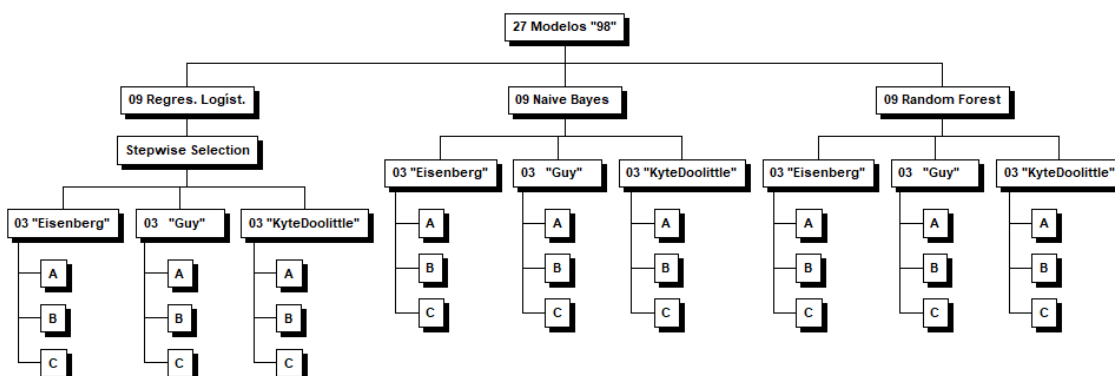 27 Modelos "98"
09 Regres. Logíst.
09 Naive Bayes
09 Random Forest
Stepwise Selection
03 "Eisenberg"
03 "Guy"
03 "KyteDoolittle"
A
A
A
B
B
B
C
C
C
03 "Eisenberg"
03 "Guy"
03 "KyteDoolittle"
A
A
A
B
B
B
C
C
C
03 "Eisenberg"
03 "Guy"
03 "KyteDoolittle"
A
A
A
B
B
B
C
C
C